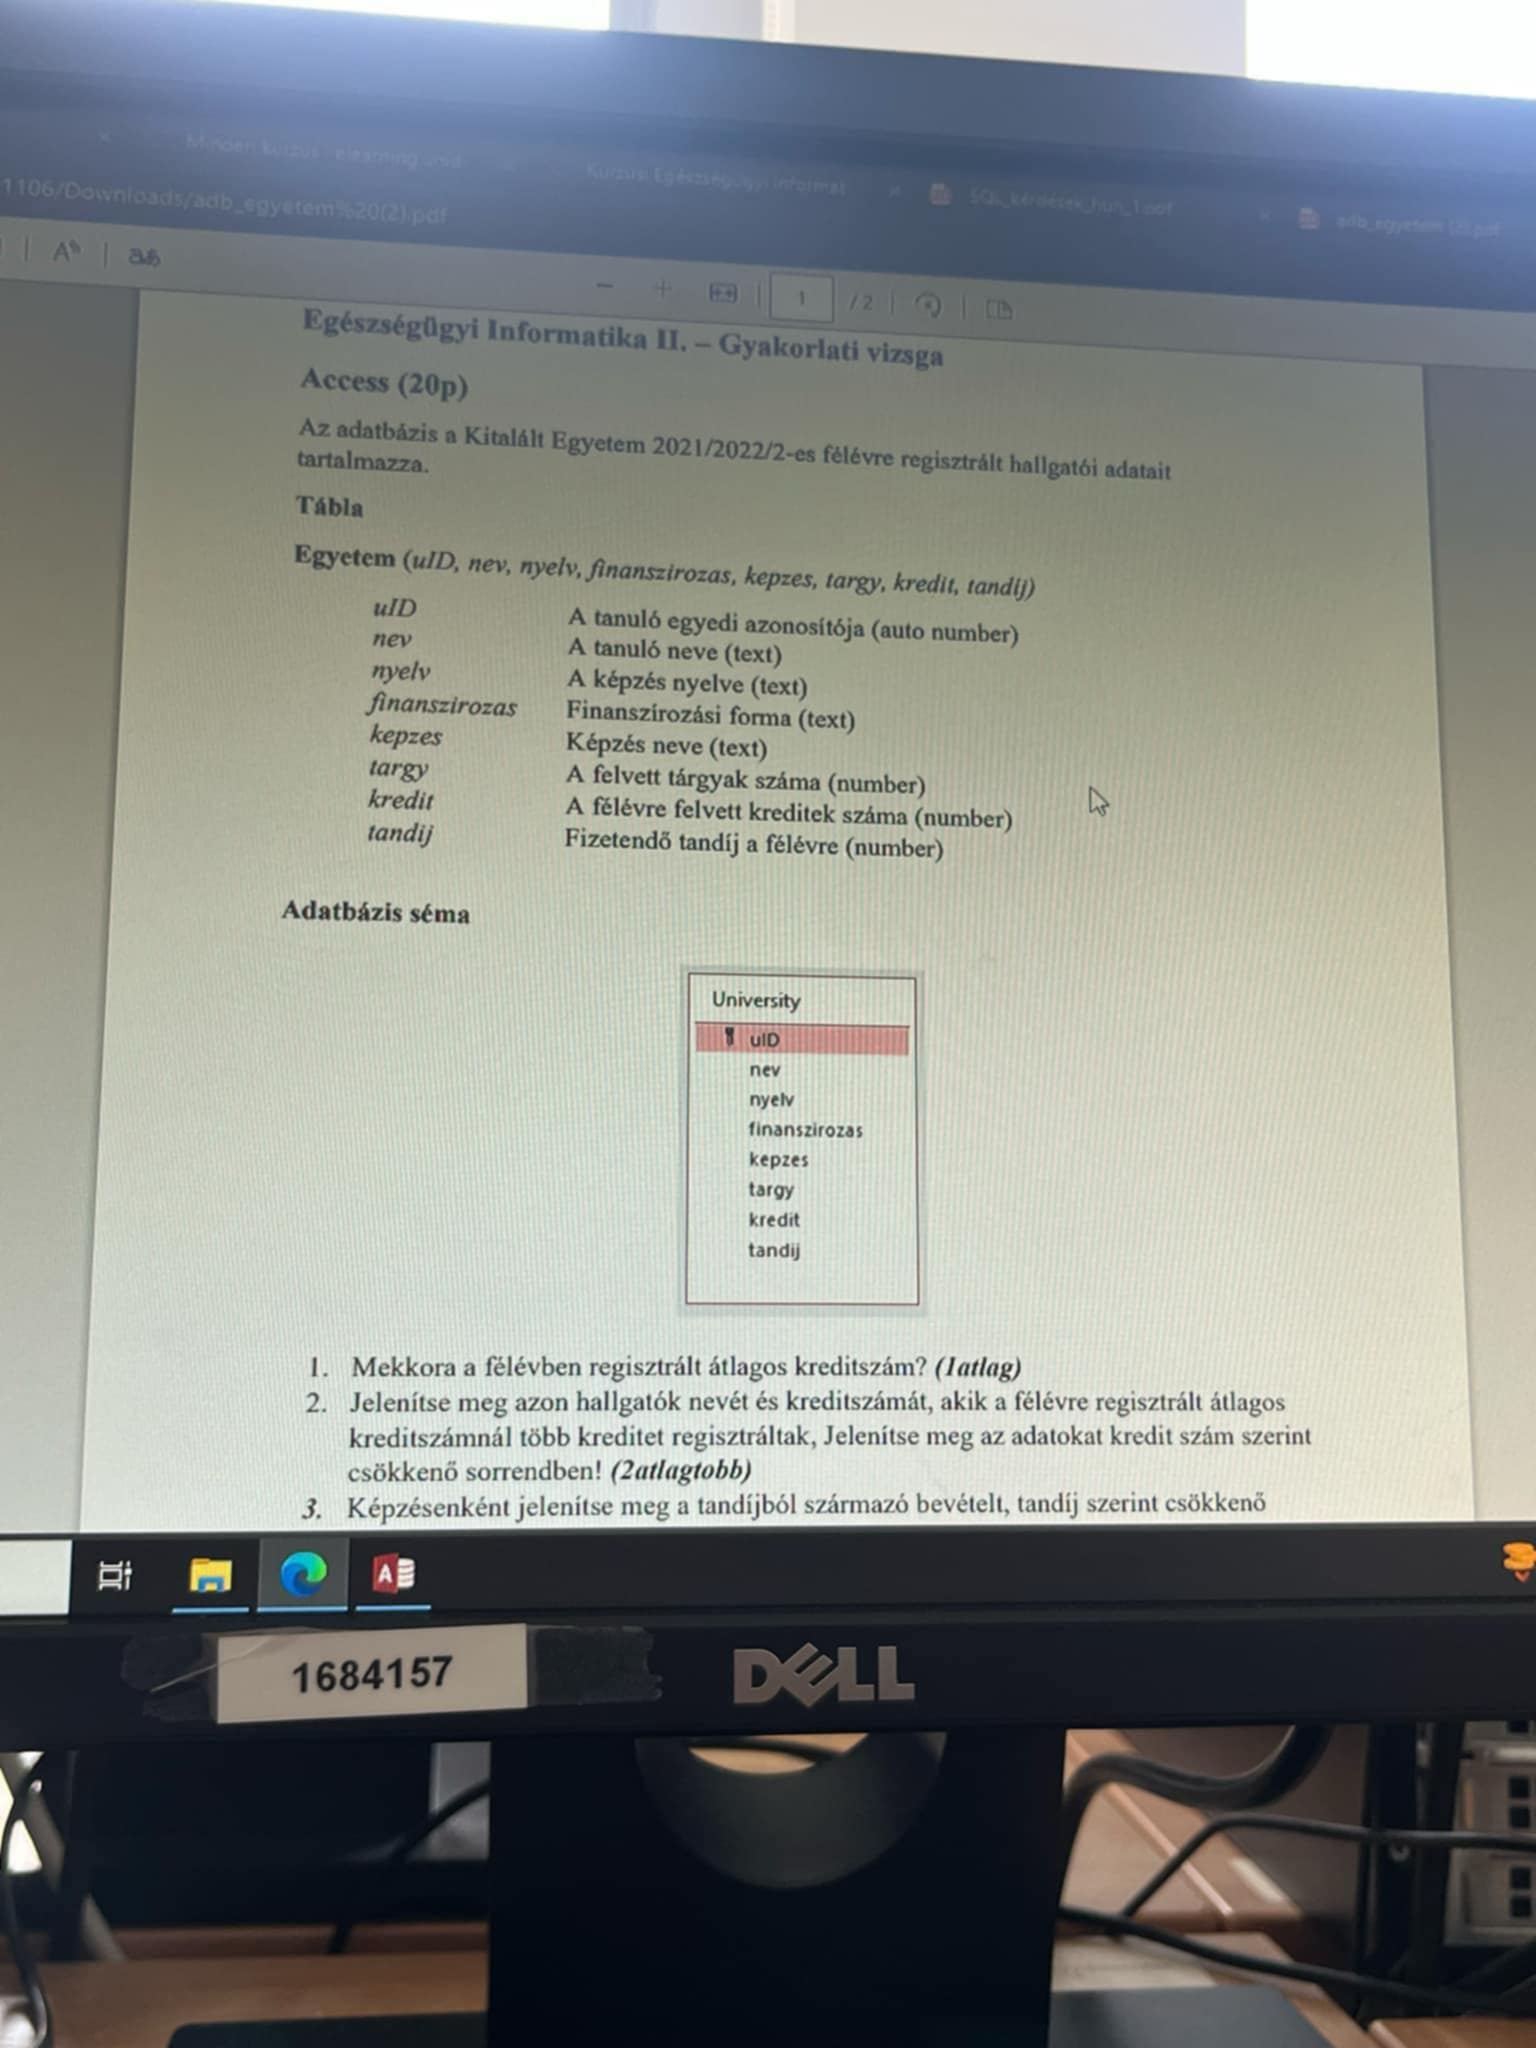 Minden kurzus
1106/Downloads/adb_egyetem%20(2).pdf
Kurzus: Egészségügyi Informat
SQL_kérdések_hun_1.pdf
adb_egyetem (2).pdf
1 / 2
Egészségügyi Informatika II. – Gyakorlati vizsga
Access (20p)
Az adatbázis a Kitalált Egyetem 2021/2022/2-es félévre regisztrált hallgatói adatait
tartalmazza.
Tábla
Egyetem (uID, nev, nyelv, finanszirozas, kepzes, targy, kredit, tandij)
uID A tanuló egyedi azonosítója (auto number)
nev A tanuló neve (text)
nyelv A képzés nyelve (text)
finanszirozas Finanszírozási forma (text)
kepzes Képzés neve (text)
targy A felvett tárgyak száma (number)
kredit A félévre felvett kreditek száma (number)
tandij Fizetendő tandíj a félévre (number)
Adatbázis séma
University
uID
nev
nyelv
finanszirozas
kepzes
targy
kredit
tandij
1. Mekkora a félévben regisztrált átlagos kreditszám? (1atlag)
2. Jelenítse meg azon hallgatók nevét és kreditszámát, akik a félévre regisztrált átlagos
kreditszámnál több kreditet regisztráltak, Jelenítse meg az adatokat kredit szám szerint
csökkenő sorrendben! (2atlagtobb)
3. Képzésenként jelenítse meg a tandíjból származó bevételt, tandíj szerint csökkenő
1684157
DELL